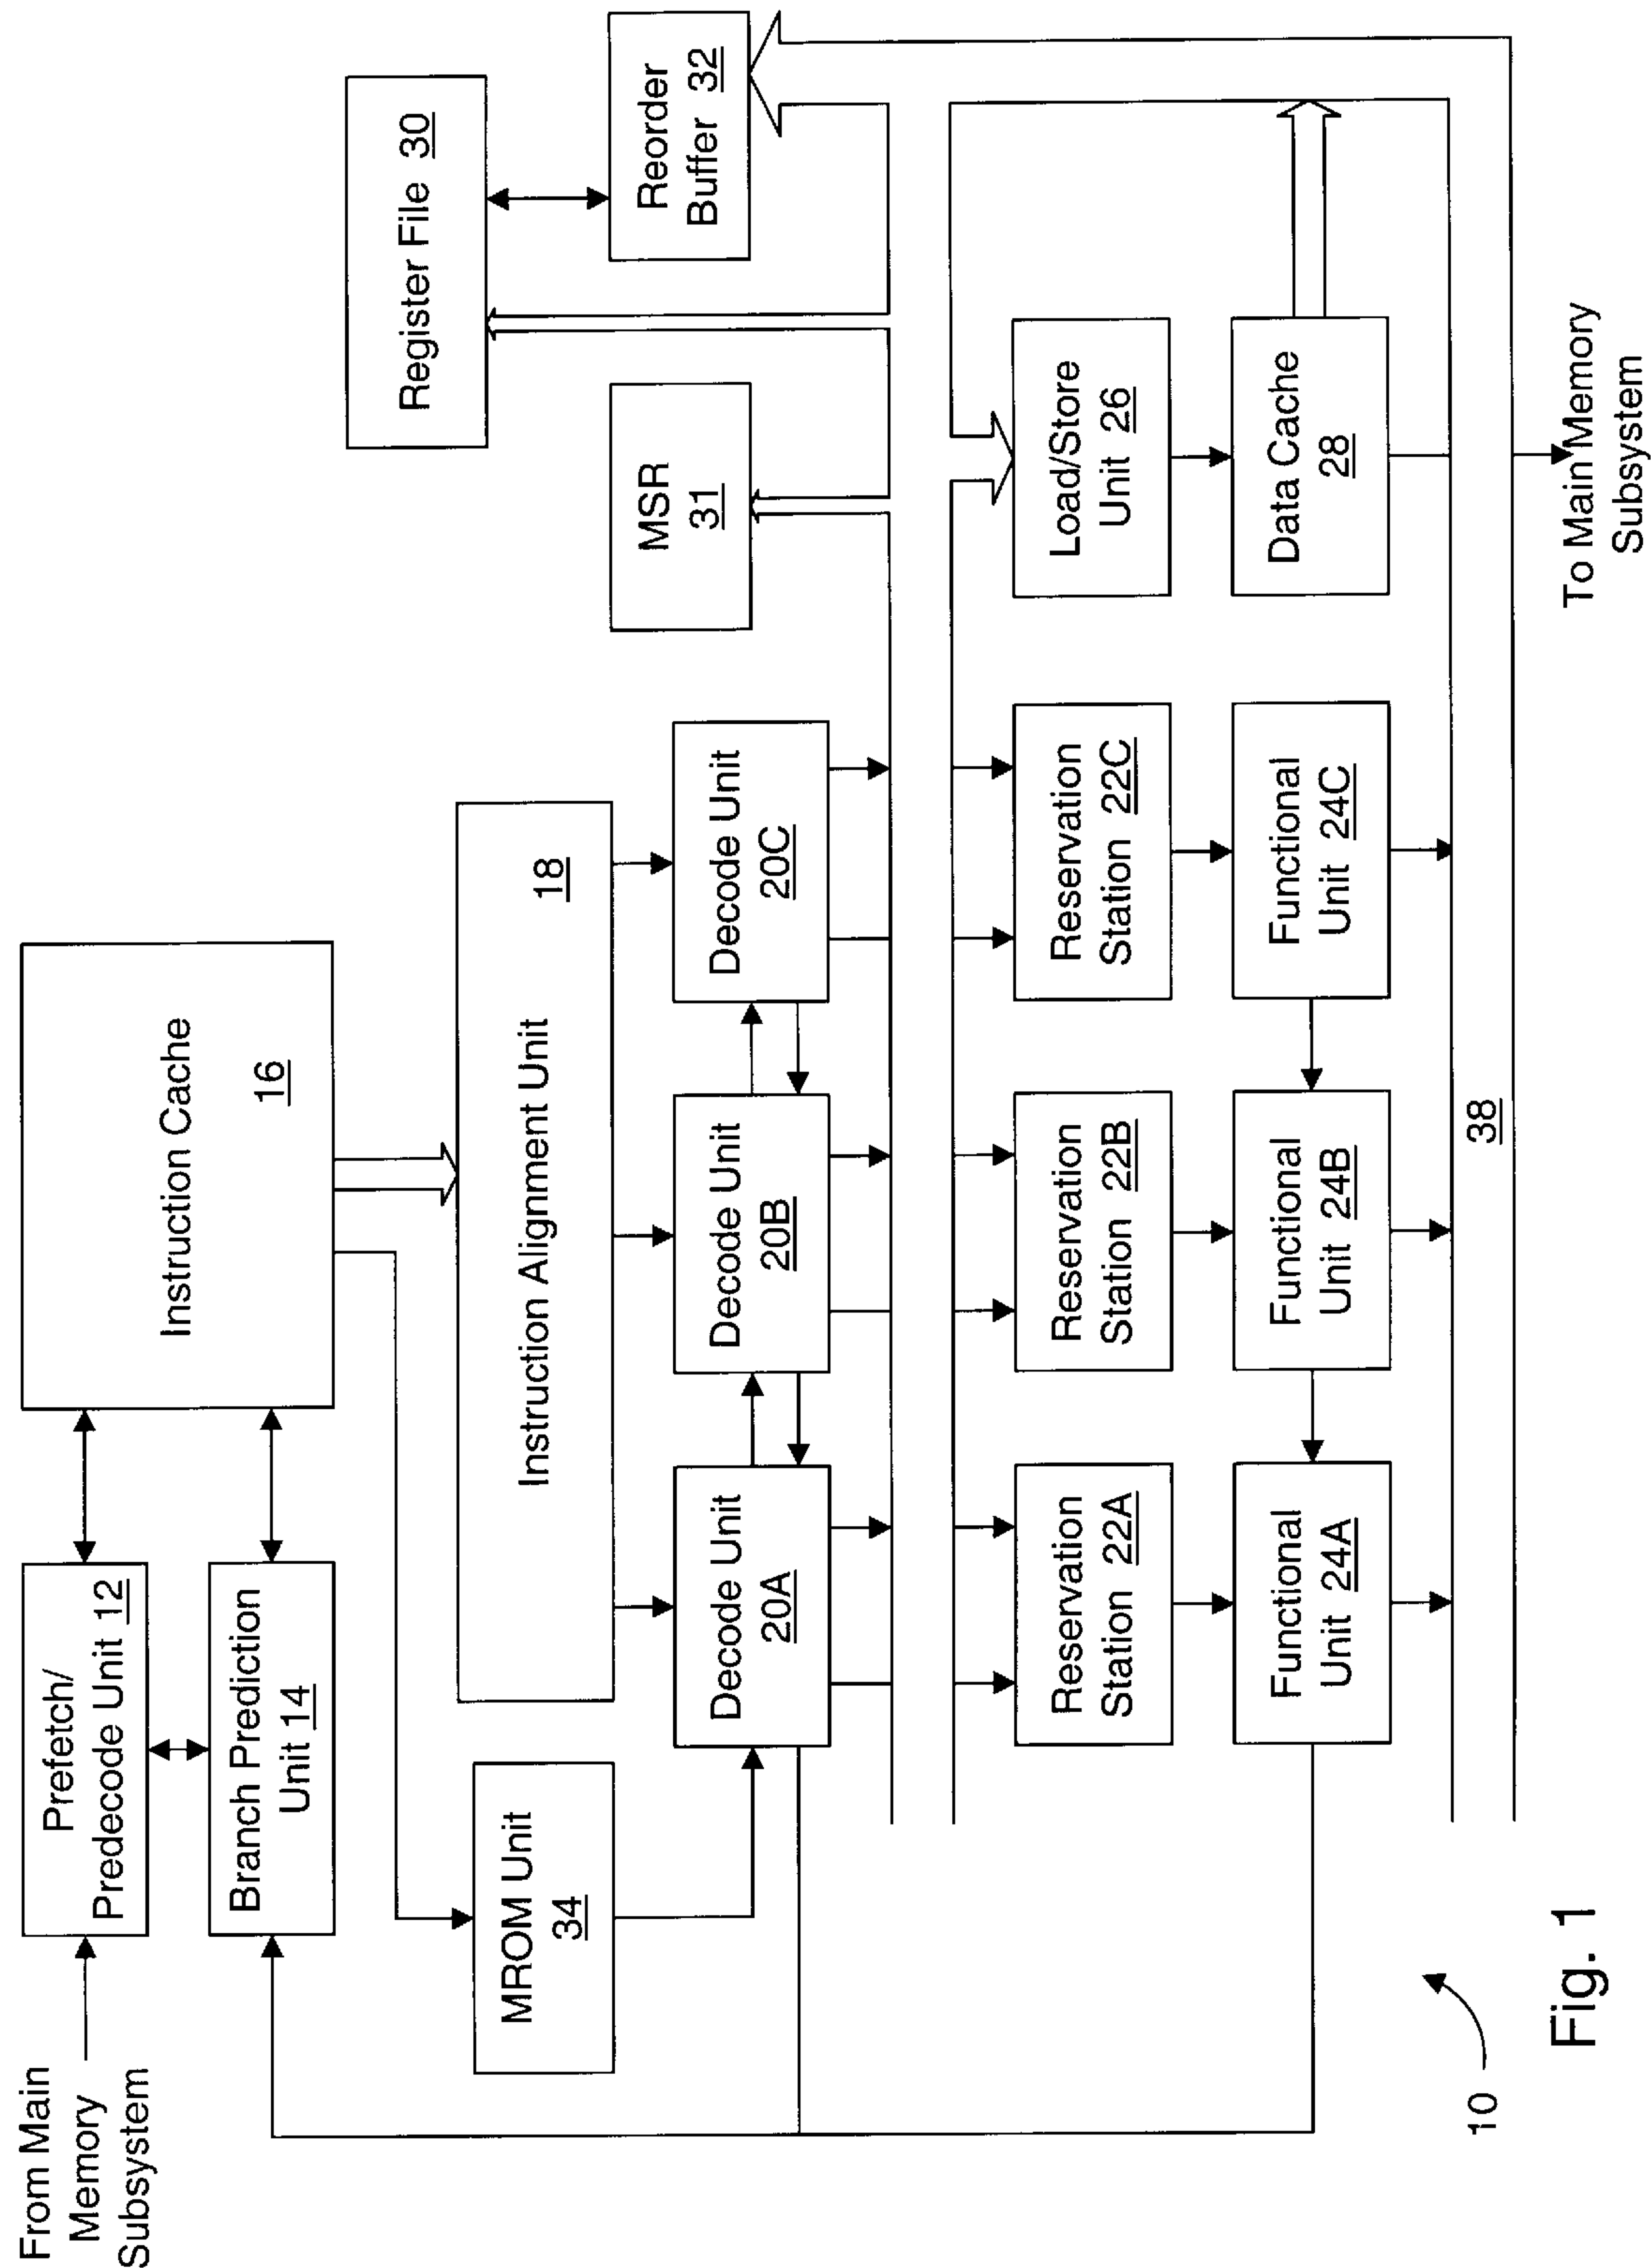 From Main
Memory
Subsystem
Prefetch/
Predecode Unit 12
Branch Prediction
Unit 14
Instruction Cache
16
Register File 30
MROM Unit
34
Instruction Alignment Unit
18
MSR
31
Reorder
Buffer 32
Decode Unit
20A
Decode Unit
20B
Decode Unit
20C
Reservation
Station 22A
Reservation
Station 22B
Reservation
Station 22C
Load/Store
Unit 26
Functional
Unit 24A
Functional
Unit 24B
Functional
Unit 24C
Data Cache
28
38
10
To Main Memory
Subsystem
Fig. 1